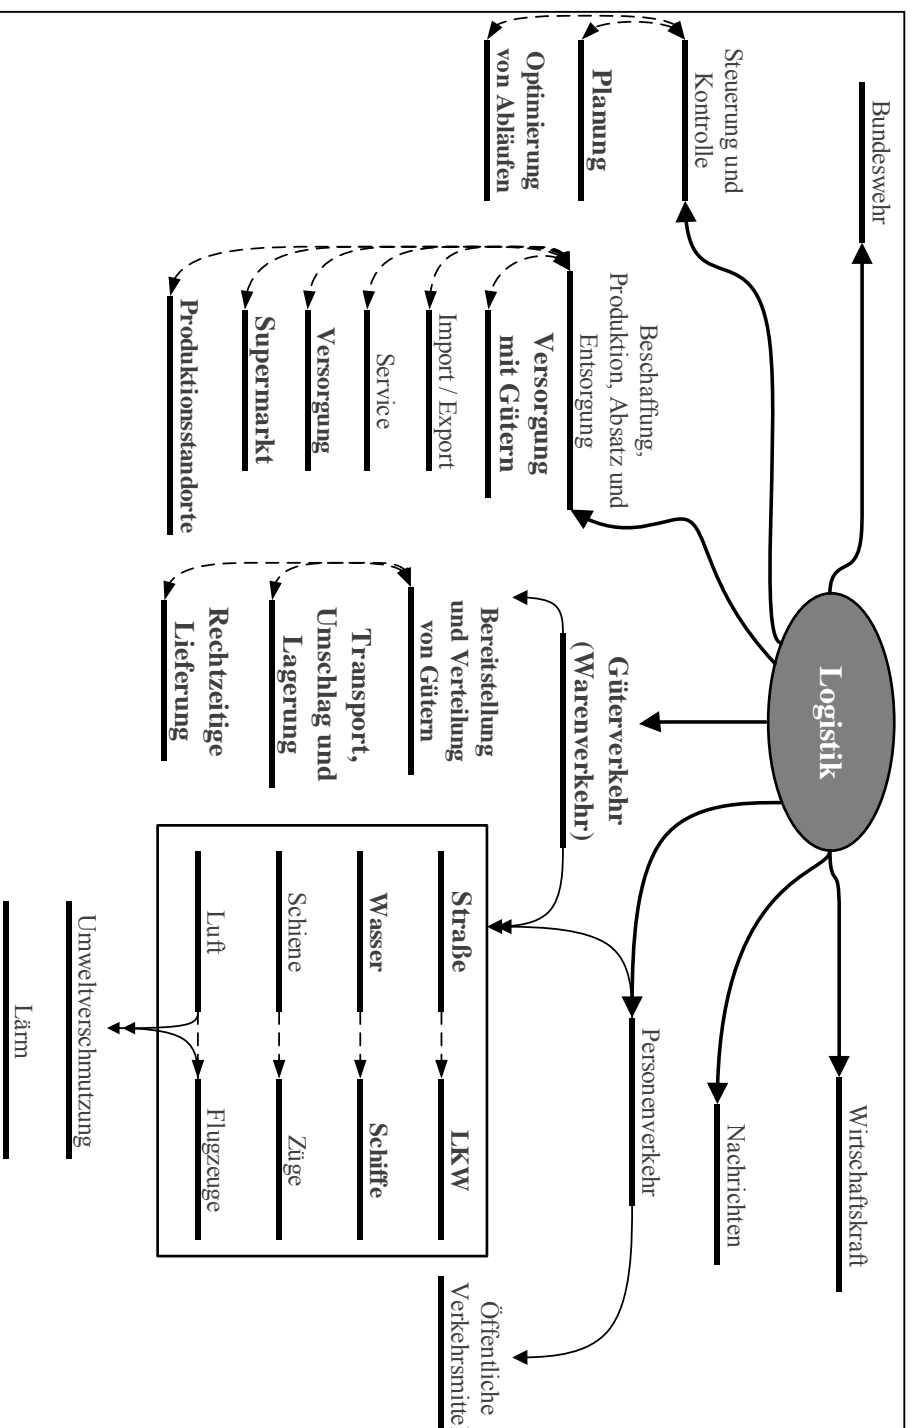 Logistik
Bundeswehr
Steuerung und
Kontrolle
Planung
Optimierung
von Abläufen
Beschaffung,
Produktion, Absatz und
Entsorgung
Versorgung
mit Gütern
Import / Export
Service
Versorgung
Supermarkt
Produktionsstandorte
Güterverkehr
(Warenverkehr)
Bereitstellung
und Verteilung
von Gütern
Transport,
Umschlag und
Lagerung
Rechtzeitige
Lieferung
Wirtschaftskraft
Nachrichten
Personenverkehr
Öffentliche
Verkehrsmitte
Straße
LKW
Wasser
Schiffe
Schiene
Züge
Luft
Flugzeuge
Umweltverschmutzung
Lärm